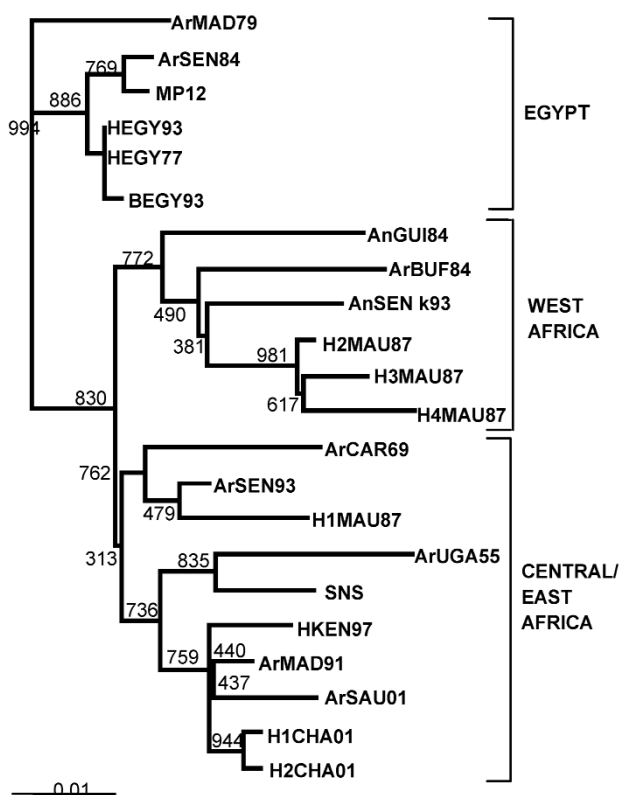 ArMAD79
ArSEN84
769
MP12
886
HEGY93
994
HEGY77
BEGY93
EGYPT
AnGUI84
772
ArBUF84
490
AnSEN k93
381
H2MAU87
981
H3MAU87
617
H4MAU87
WEST
AFRICA
830
ArCAR69
762
ArSEN93
479
H1MAU87
313
ArUGA55
835
SNS
736
HKEN97
759
440
ArMAD91
437
ArSAU01
H1CHA01
944
H2CHA01
CENTRAL/
EAST
AFRICA
0.01